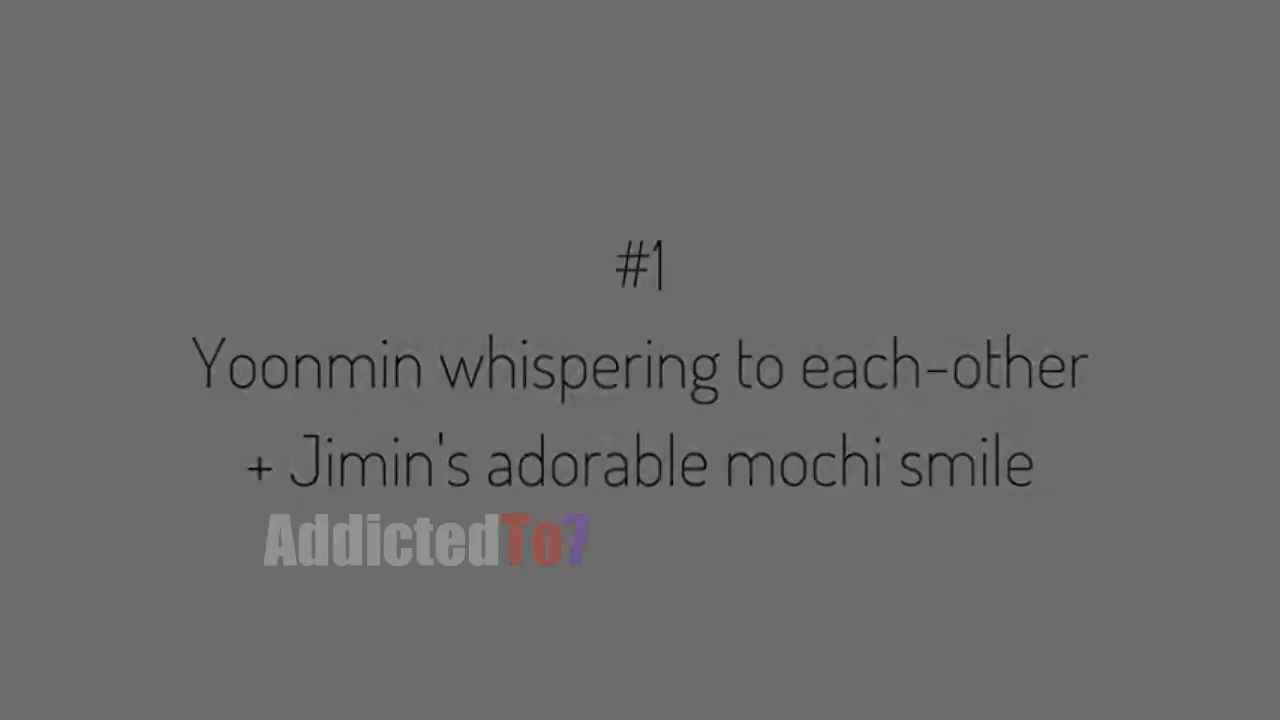 #1
Yoonmin whispering to each-other
+ Jimin's adorable mochi smile
AddictedTo7